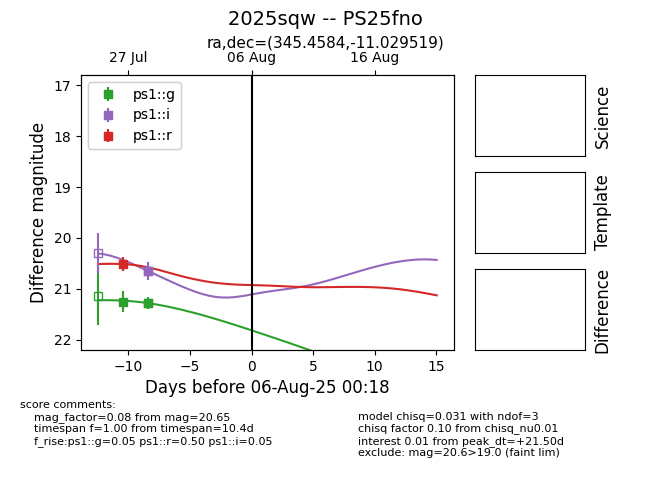 2025sqw -- PS25fno
ra,dec=(345.4584,-11.029519)
27 Jul
06 Aug
16 Aug
17
18
19
20
21
22
Difference magnitude
ps1::g
ps1::i
ps1::r
−10
−5
0
5
10
15
Days before 06-Aug-25 00:18
Science
Template
Difference
score comments:
mag_factor=0.08 from mag=20.65
timespan f=1.00 from timespan=10.4d
f_rise:ps1::g=0.05 ps1::r=0.50 ps1::i=0.05
model chisq=0.031 with ndof=3
chisq factor 0.10 from chisq_nu0.01
interest 0.01 from peak_dt=+21.50d
exclude: mag=20.6>19.0 (faint lim)